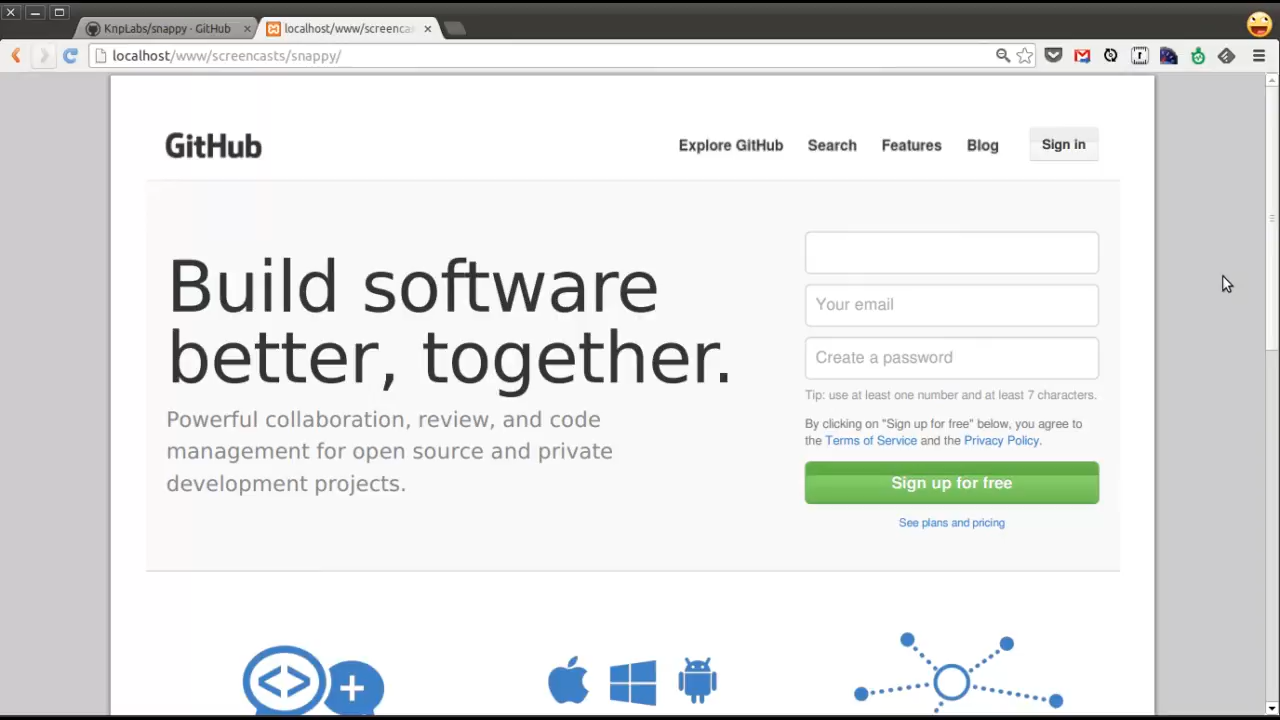 KnpLabs/snappy · GitHub
localhost/www/screenca
localhost/www/screencasts/snappy/
GitHub
Explore GitHub
Search
Features
Blog
Sign in
Build software
better, together.
Powerful collaboration, review, and code
management for open source and private
development projects.
Your email
Create a password
Tip: use at least one number and at least 7 characters.
By clicking on "Sign up for free" below, you agree to
the Terms of Service and the Privacy Policy.
Sign up for free
See plans and pricing